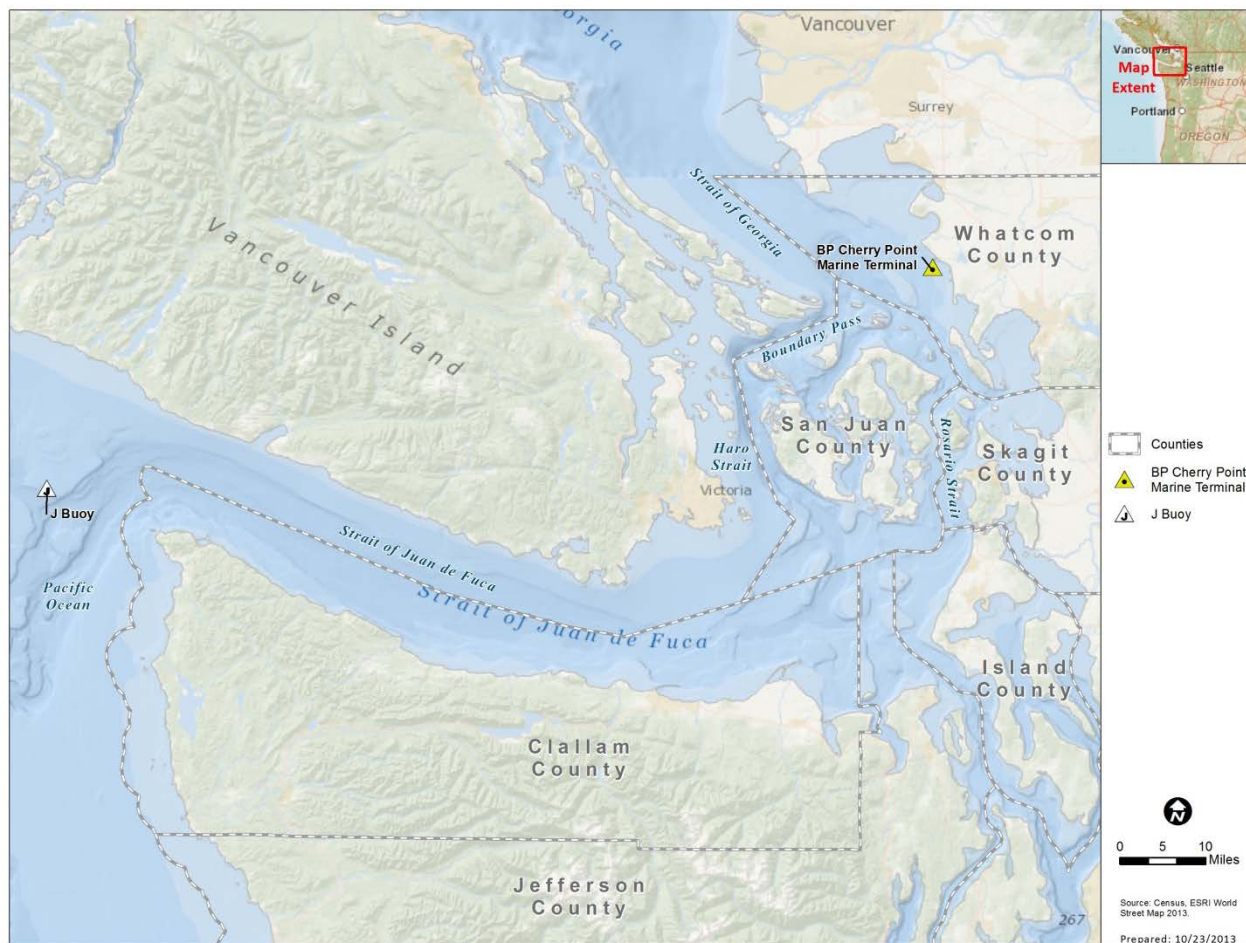 Georgia
Vancouver
Surrey
Strait of Georgia
Whatcom
County
BP Cherry Point
Marine Terminal
Vancouver Island
Boundary Pass
San Juan
County
Rosario Strait
Skagit
County
Haro
Strait
Victoria
J
J Buoy
Pacific
Ocean
Strait of Juan de Fuca
Strait of Juan de Fuca
Island
County
Clallam
County
Jefferson
County
267
Vancouver
Map
Extent
Seattle
WASHINGTON
Portland
OREGON
Counties
BP Cherry Point
Marine Terminal
J
J Buoy
N
0 5 10
Miles
Source: Census, ESRI World
Street Map 2013.
Prepared: 10/23/2013